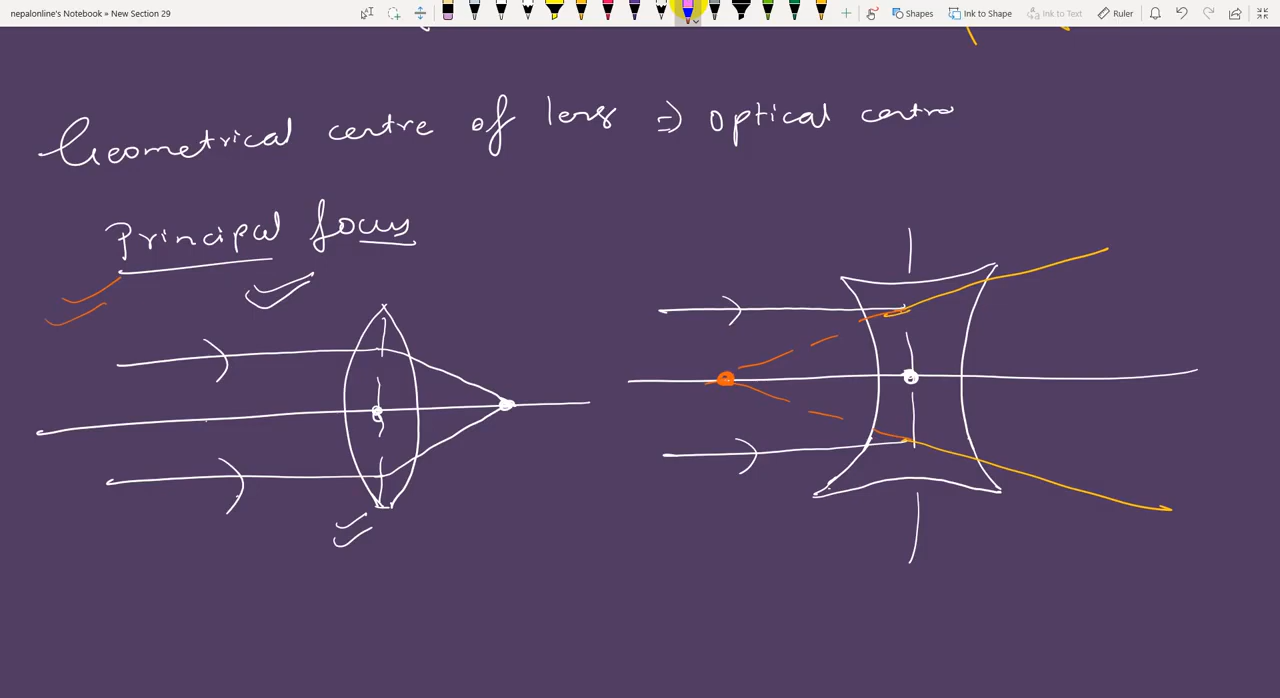 nepalonline's Notebook » New Section 29
Shapes
Ink to Shape
Ink to Text
Ruler
Geometrical centre of lens ⇒ optical centre
Principal focus